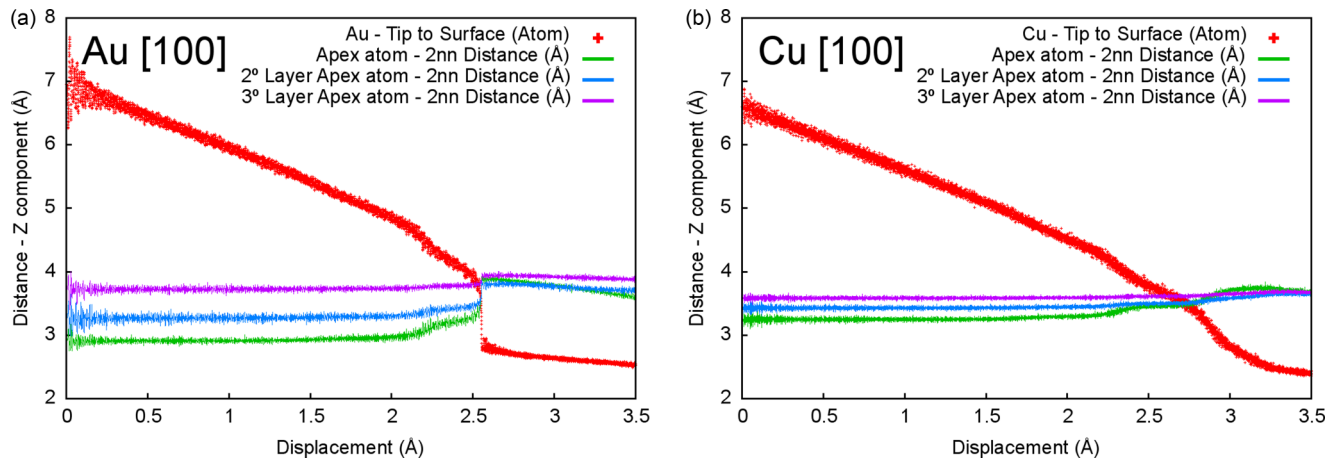 (a)
8
7
6
5
4
3
2
Distance - Z component (Å)
Au [100]
Au - Tip to Surface (Atom)
Apex atom - 2nn Distance (Å)
2º Layer Apex atom - 2nn Distance (Å)
3º Layer Apex atom - 2nn Distance (Å)
0 0.5 1 1.5 2 2.5 3 3.5
Displacement (Å)
(b)
8
7
6
5
4
3
2
Distance - Z component (Å)
Cu [100]
Cu - Tip to Surface (Atom)
Apex atom - 2nn Distance (Å)
2º Layer Apex atom - 2nn Distance (Å)
3º Layer Apex atom - 2nn Distance (Å)
0 0.5 1 1.5 2 2.5 3 3.5
Displacement (Å)